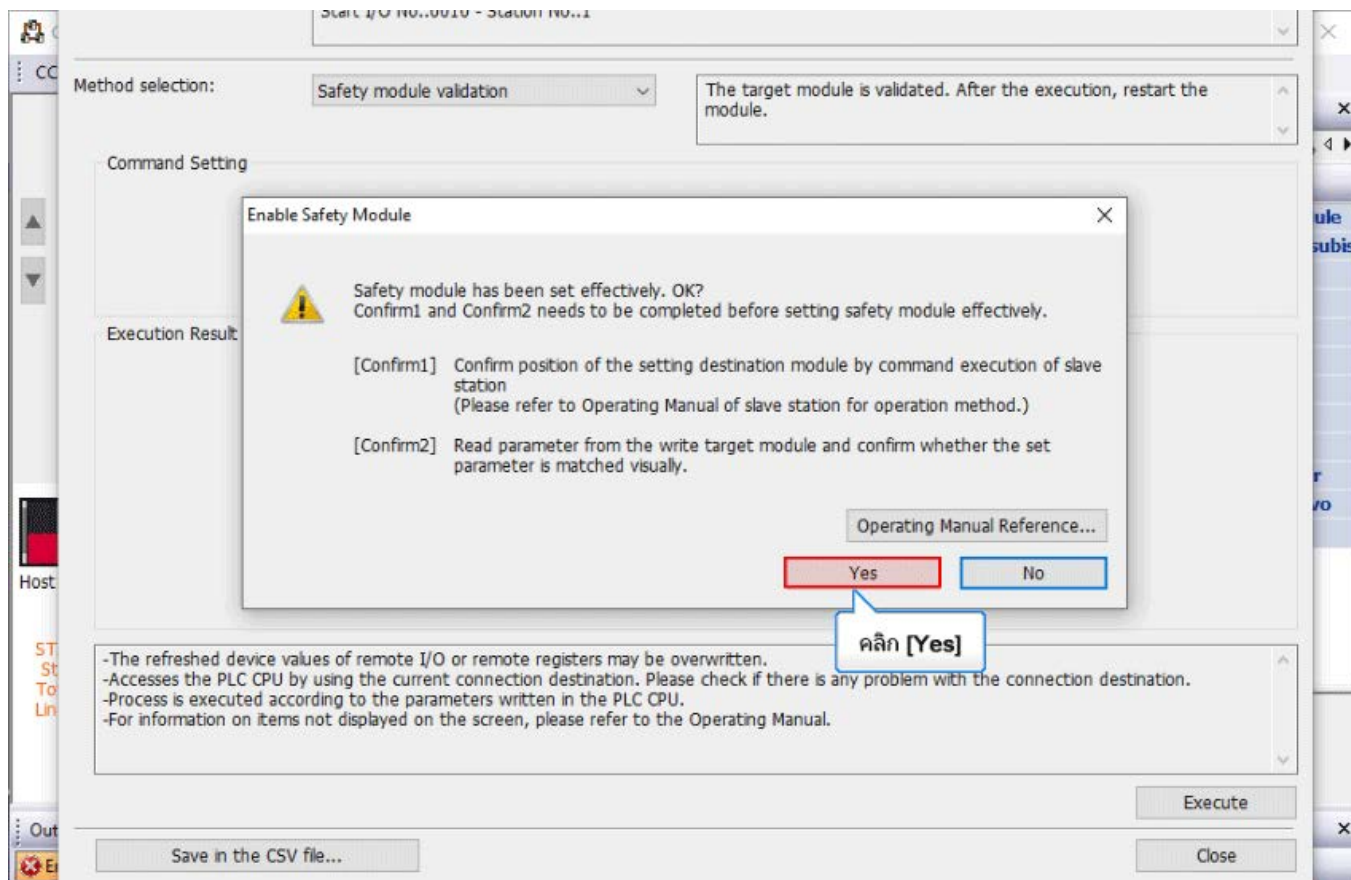 Start I/O No.:0010 - Station No.:1
CC
Method selection:
Safety module validation
The target module is validated. After the execution, restart the
module.
Command Setting
Enable Safety Module
Safety module has been set effectively. OK?
Confirm1 and Confirm2 needs to be completed before setting safety module effectively.
Execution Result
[Confirm1] Confirm position of the setting destination module by command execution of slave
station
(Please refer to Operating Manual of slave station for operation method.)
[Confirm2] Read parameter from the write target module and confirm whether the set
parameter is matched visually.
Operating Manual Reference...
Yes
No
Host
คลิก [Yes]
-The refreshed device values of remote I/O or remote registers may be overwritten.
-Accesses the PLC CPU by using the current connection destination. Please check if there is any problem with the connection destination.
-Process is executed according to the parameters written in the PLC CPU.
-For information on items not displayed on the screen, please refer to the Operating Manual.
Execute
Out
Save in the CSV file...
Close